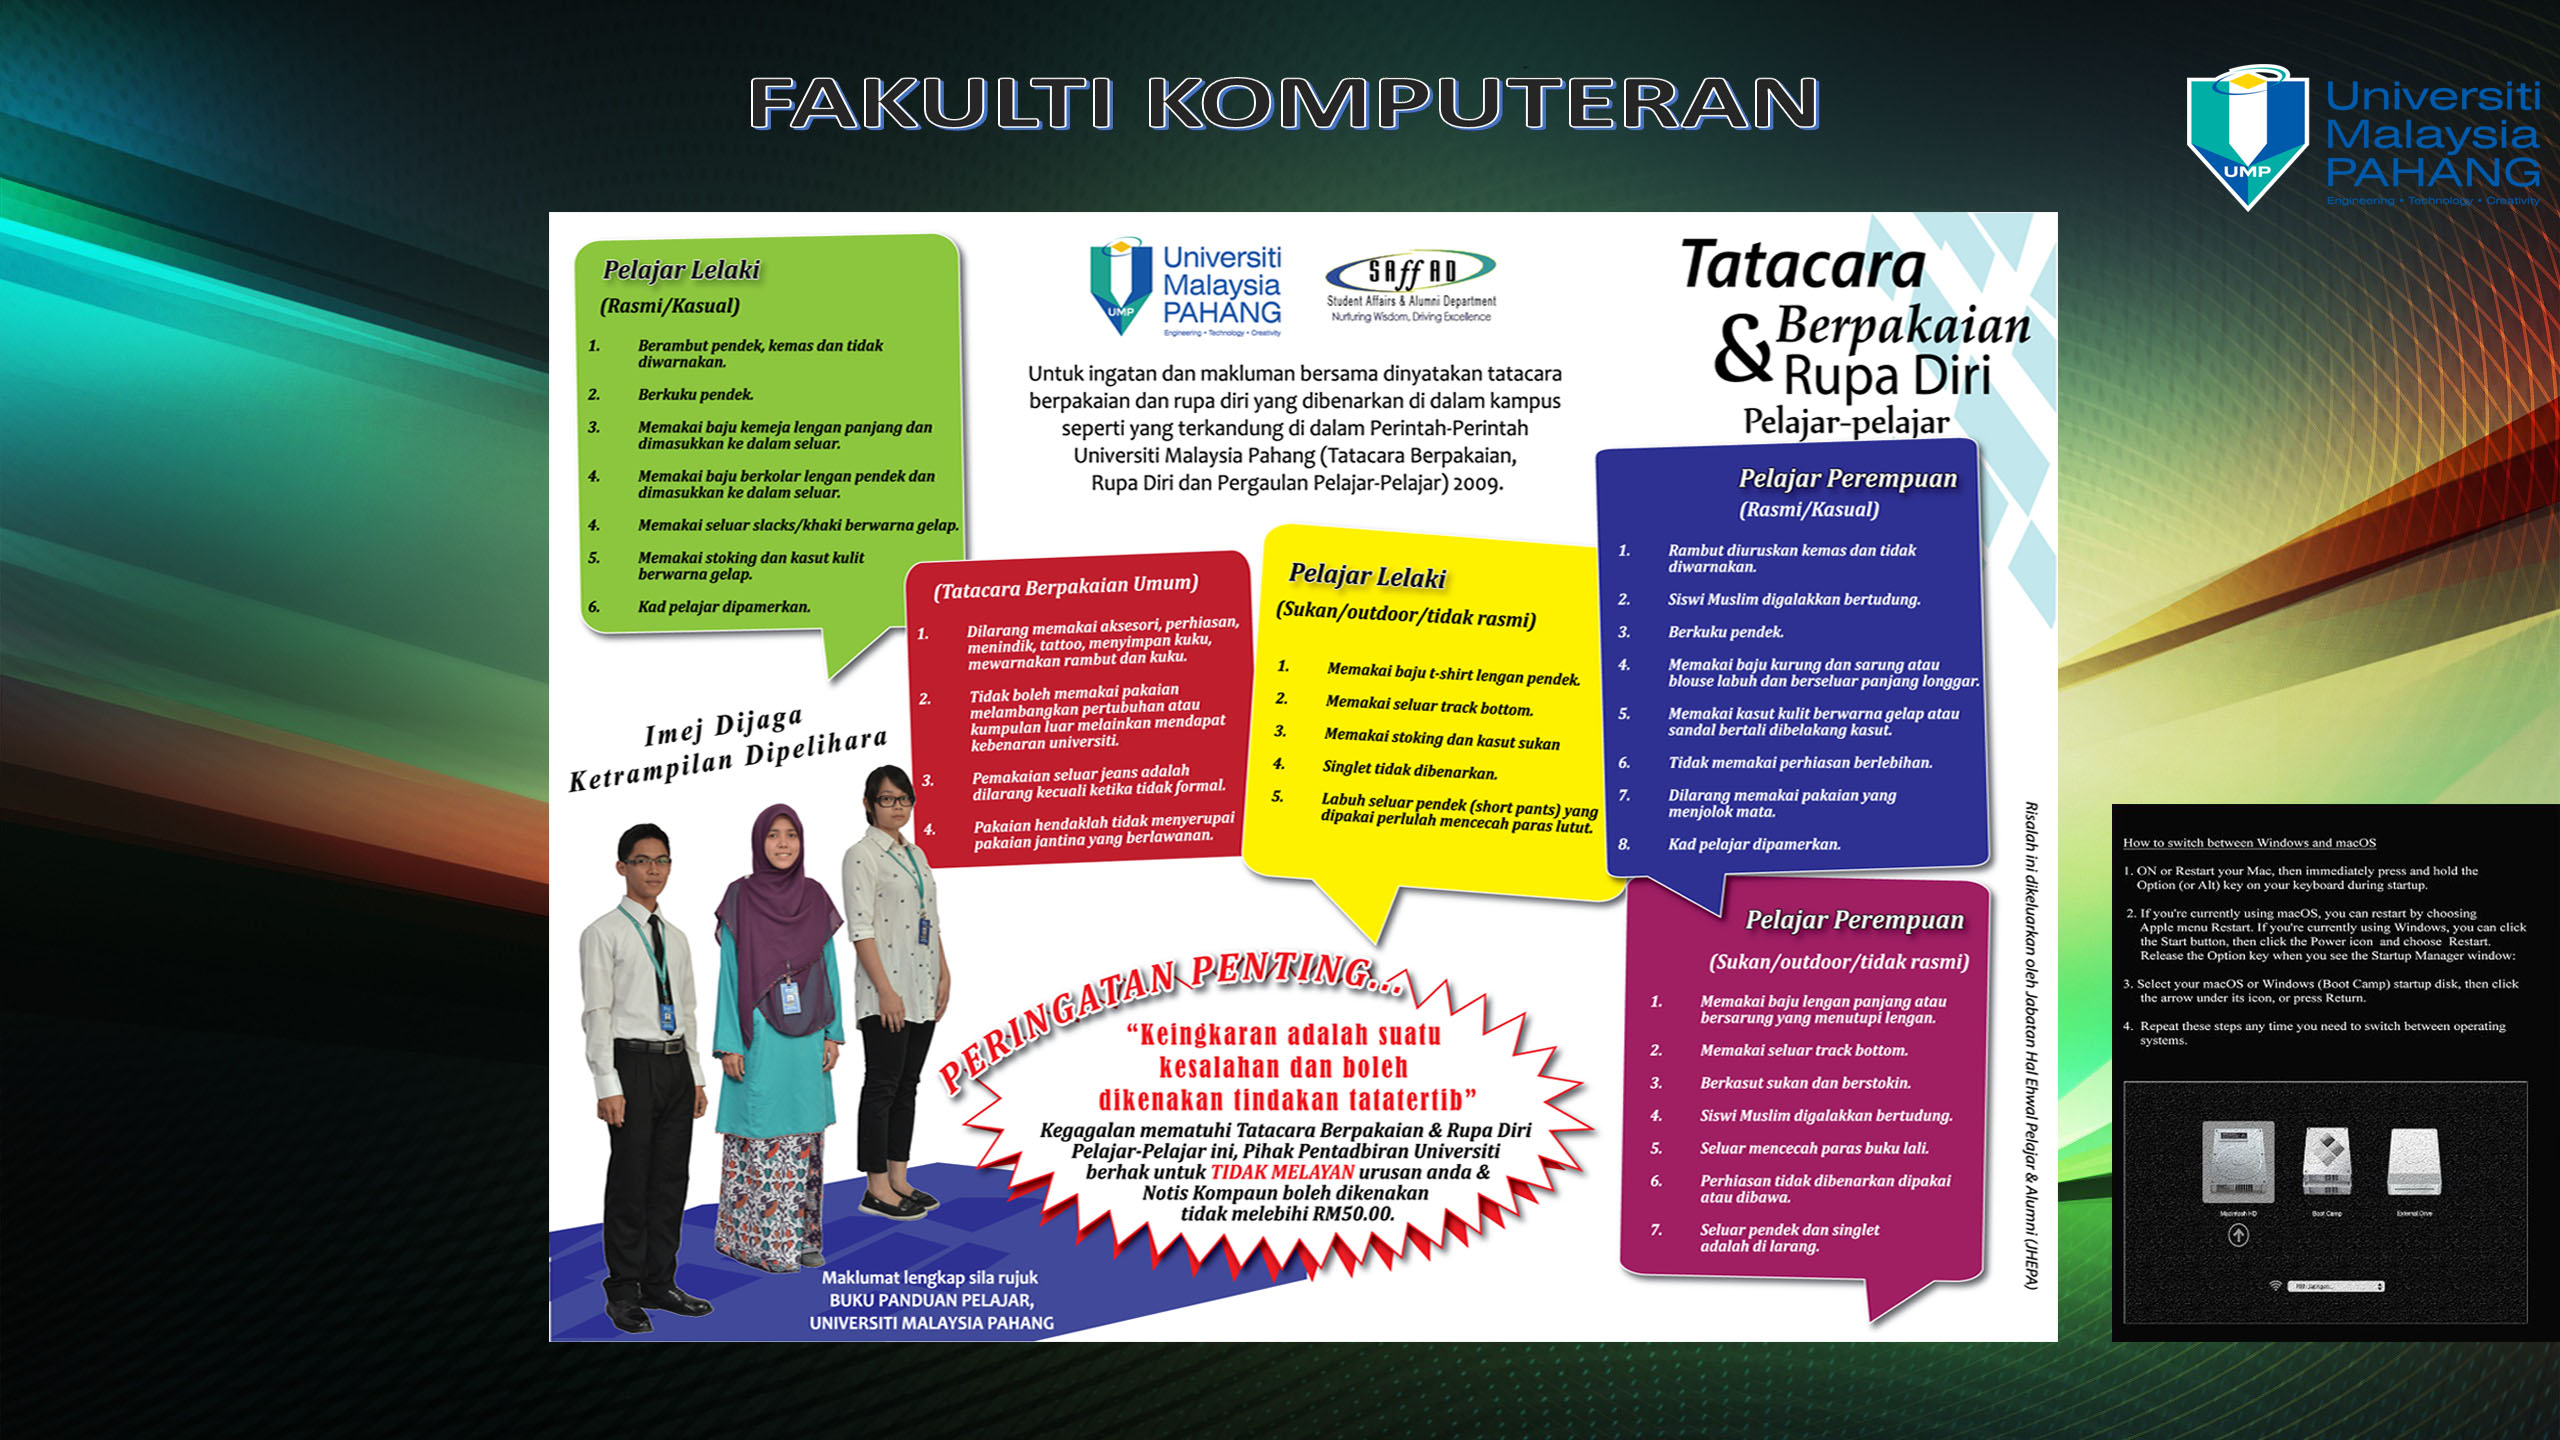 FAKULTI KOMPUTERAN
UMP
Universiti
Malaysia
PAHANG
Engineering • Technology • Creativity
Pelajar Lelaki
(Rasmi/Kasual)
1. Berambut pendek, kemas dan tidak
diwarnakan.
2. Berkuku pendek.
3. Memakai baju kemeja lengan panjang dan
dimasukkan ke dalam seluar.
4. Memakai baju berkolar lengan pendek dan
dimasukkan ke dalam seluar.
4. Memakai seluar slacks/khaki berwarna gelap.
5. Memakai stoking dan kasut kulit
berwarna gelap.
6. Kad pelajar dipamerkan.
UMP
Universiti
Malaysia
PAHANG
Engineering • Technology • Creativity
SAffAD
Student Affairs & Alumni Department
Nurturing Wisdom, Driving Excellence
Untuk ingatan dan makluman bersama dinyatakan tatacara
berpakaian dan rupa diri yang dibenarkan di dalam kampus
seperti yang terkandung di dalam Perintah-Perintah
Universiti Malaysia Pahang (Tatacara Berpakaian,
Rupa Diri dan Pergaulan Pelajar-Pelajar) 2009.
Tatacara
& Berpakaian
Rupa Diri
Pelajar-pelajar
(Tatacara Berpakaian Umum)
1. Dilarang memakai aksesori, perhiasan,
menindik, tattoo, menyimpan kuku,
mewarnakan rambut dan kuku.
2. Tidak boleh memakai pakaian
melambangkan pertubuhan atau
kumpulan luar melainkan mendapat
kebenaran universiti.
3. Pemakaian seluar jeans adalah
dilarang kecuali ketika tidak formal.
4. Pakaian hendaklah tidak menyerupai
pakaian jantina yang berlawanan.
Pelajar Lelaki
(Sukan/outdoor/tidak rasmi)
1. Memakai baju t-shirt lengan pendek.
2. Memakai seluar track bottom.
3. Memakai stoking dan kasut sukan
4. Singlet tidak dibenarkan.
5. Labuh seluar pendek (short pants) yang
dipakai perlulah mencecah paras lutut.
Pelajar Perempuan
(Rasmi/Kasual)
1. Rambut diuruskan kemas dan tidak
diwarnakan.
2. Siswi Muslim digalakkan bertudung.
3. Berkuku pendek.
4. Memakai baju kurung dan sarung atau
blouse labuh dan berseluar panjang longgar.
5. Memakai kasut kulit berwarna gelap atau
sandal bertali dibelakang kasut.
6. Tidak memakai perhiasan berlebihan.
7. Dilarang memakai pakaian yang
menjolok mata.
8. Kad pelajar dipamerkan.
Pelajar Perempuan
(Sukan/outdoor/tidak rasmi)
1. Memakai baju lengan panjang atau
bersarung yang menutupi lengan.
2. Memakai seluar track bottom.
3. Berkasut sukan dan berstokin.
4. Siswi Muslim digalakkan bertudung.
5. Seluar mencecah paras buku lali.
6. Perhiasan tidak dibenarkan dipakai
atau dibawa.
7. Seluar pendek dan singlet
adalah di larang.
Imej Dijaga
Ketrampilan Dipelihara
PERINGATAN PENTING...
“Keingkaran adalah suatu
kesalahan dan boleh
dikenakan tindakan tatatertib”
Kegagalan mematuhi Tatacara Berpakaian & Rupa Diri
Pelajar-Pelajar ini, Pihak Pentadbiran Universiti
berhak untuk TIDAK MELAYAN urusan anda &
Notis Kompaun boleh dikenakan
tidak melebihi RM50.00.
Maklumat lengkap sila rujuk
BUKU PANDUAN PELAJAR,
UNIVERSITI MALAYSIA PAHANG
Risalah ini dikeluarkan oleh Jabatan Hal Ehwal Pelajar & Alumni (JHEPA)
How to switch between Windows and macOS
1. ON or Restart your Mac, then immediately press and hold the
Option (or Alt) key on your keyboard during startup.
2. If you're currently using macOS, you can restart by choosing
Apple menu Restart. If you're currently using Windows, you can click
the Start button, then click the Power icon and choose Restart.
Release the Option key when you see the Startup Manager window:
3. Select your macOS or Windows (Boot Camp) startup disk, then click
the arrow under its icon, or press Return.
4. Repeat these steps any time you need to switch between operating
systems.
Macintosh HD
Boot Camp
External Drive